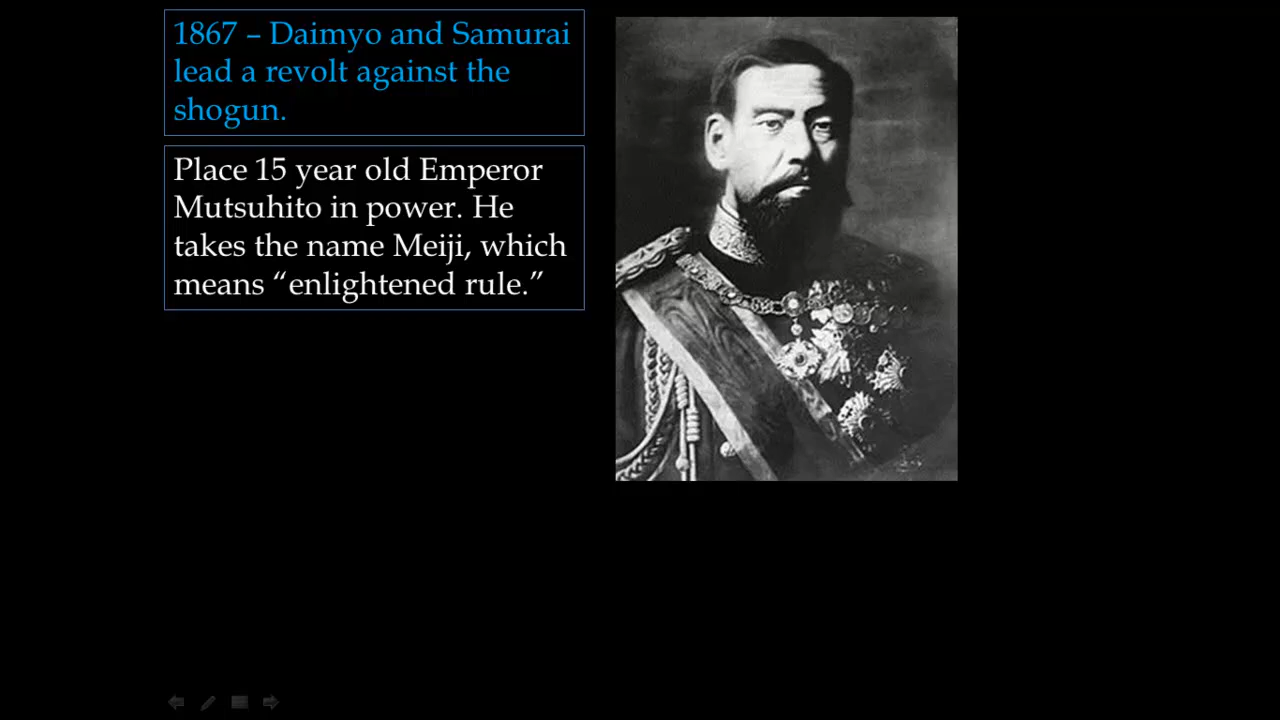 1867 – Daimyo and Samurai
lead a revolt against the
shogun.
Place 15 year old Emperor
Mutsuhito in power. He
takes the name Meiji, which
means “enlightened rule.”